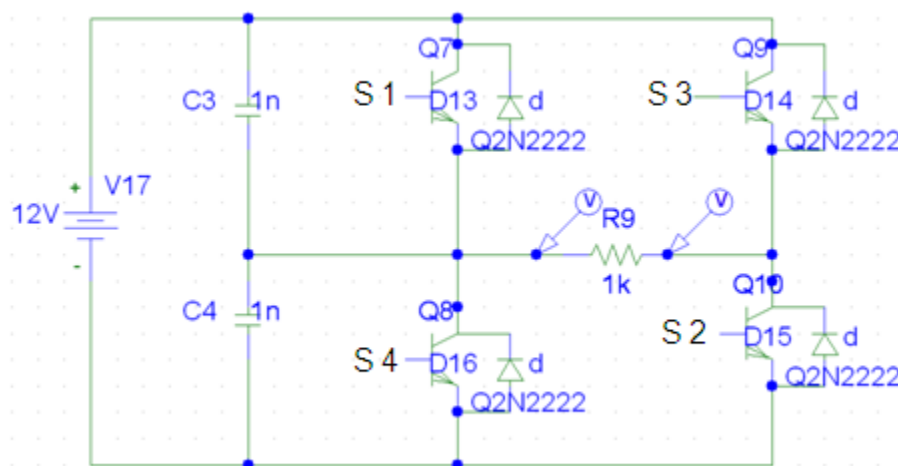 Q7
Q9
C3
1n
S 1
D13
d
S 3
D14
d
Q2N2222
Q2N2222
+
V17
12V
-
V
V
R9
1k
C4
1n
Q8
Q10
S 4
D16
d
S 2
D15
d
Q2N2222
Q2N2222